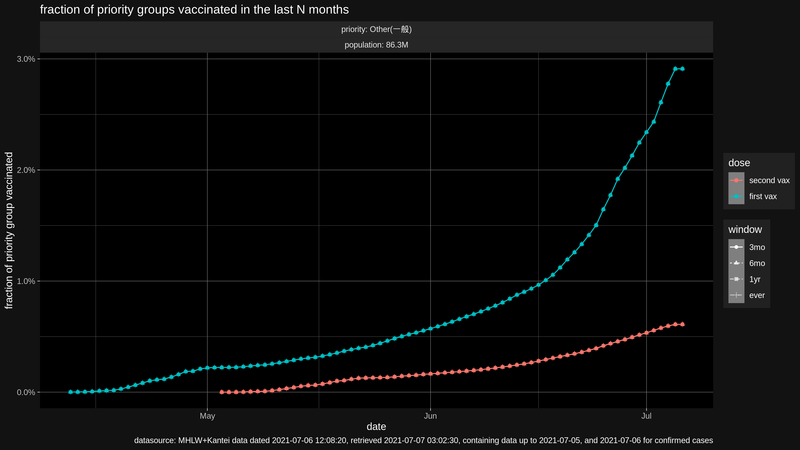 fraction of priority groups vaccinated in the last N months
priority: Other(一般)
population: 86.3M
fraction of priority group vaccinated
3.0%
2.0%
1.0%
0.0%
May
Jun
Jul
date
dose
second vax
first vax
window
3mo
6mo
1yr
ever
datasource: MHLW+Kantei data dated 2021-07-06 12:08:20, retrieved 2021-07-07 03:02:30, containing data up to 2021-07-05, and 2021-07-06 for confirmed cases